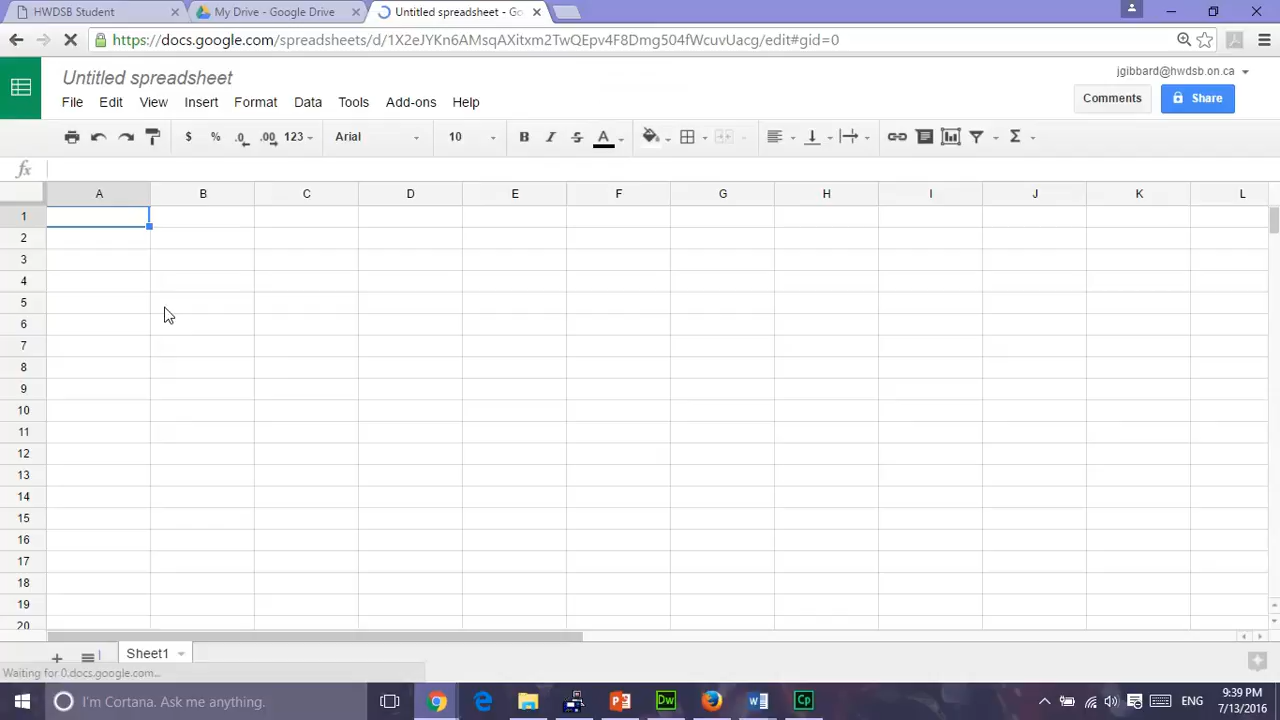 HWDSB Student
My Drive - Google Drive
Untitled spreadsheet - Go
https://docs.google.com/spreadsheets/d/1X2eJYKn6AMsqAXitxm2TwQEpv4F8Dmg504fWcuvUacg/edit#gid=0
Untitled spreadsheet
jgibbard@hwdsb.on.ca
File Edit View Insert Format Data Tools Add-ons Help
Comments
Share
$ % .0 .00 123 Arial 10 B I S A Σ
fx
A B C D E F G H I J K L
1
2
3
4
5
6
7
8
9
10
11
12
13
14
15
16
17
18
19
20
Sheet1
Waiting for 0.docs.google.com...
I'm Cortana. Ask me anything.
Dw
Cp
ENG
9:39 PM
7/13/2016